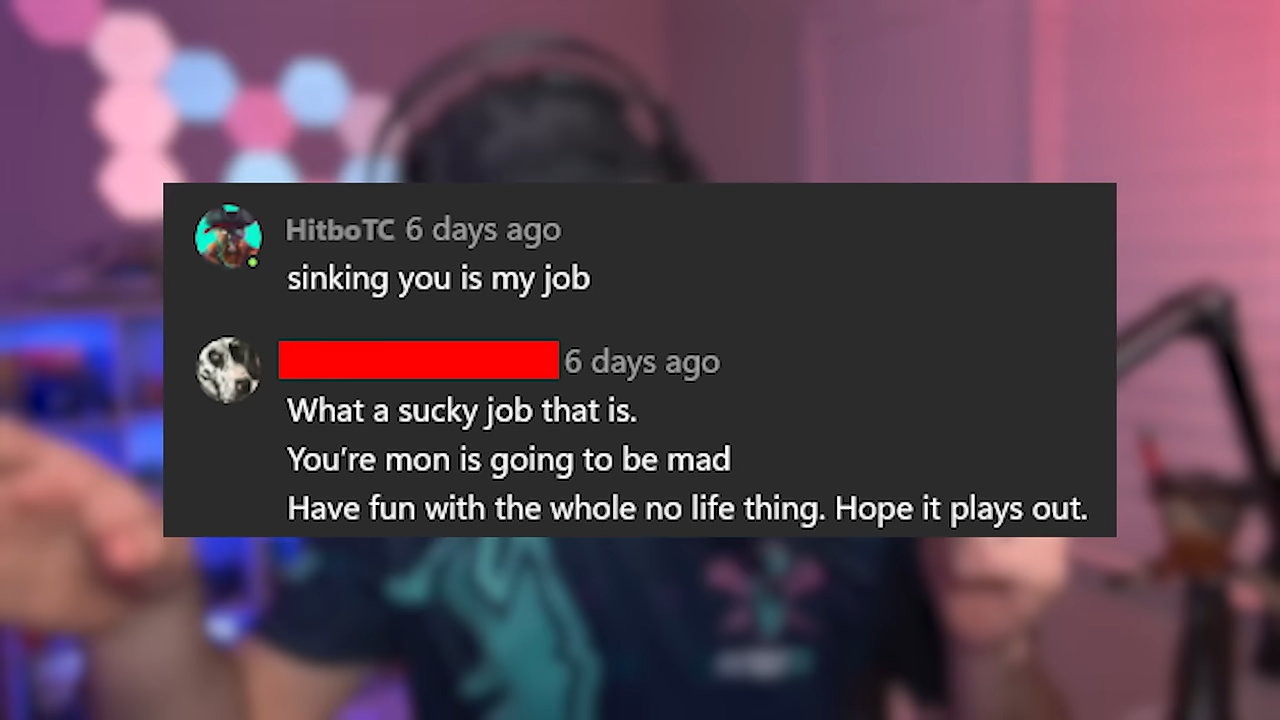 HitboTC 6 days ago
sinking you is my job
6 days ago
What a sucky job that is.
You're mon is going to be mad
Have fun with the whole no life thing. Hope it plays out.